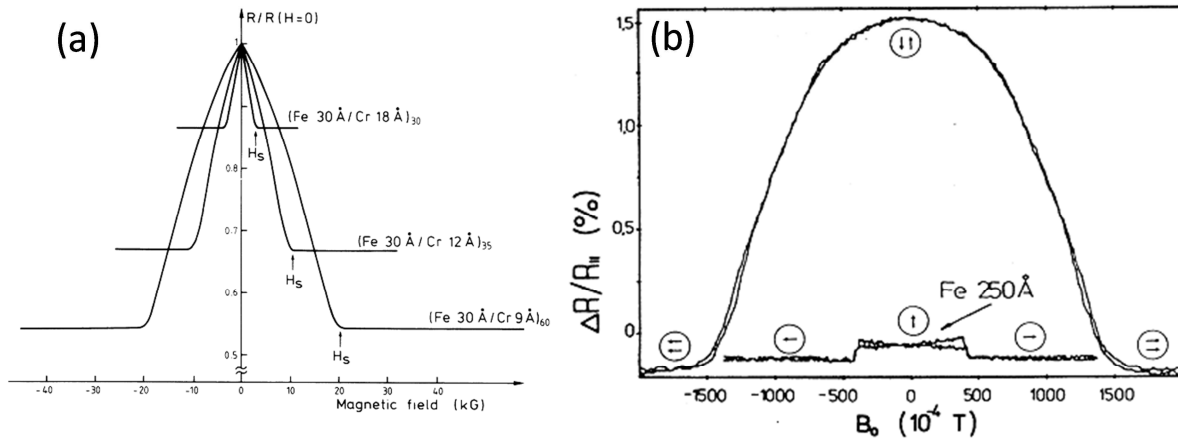 (a)
R/R(H=0)
1
(Fe 30 Å/Cr 18 Å)30
Hs
0.8
(Fe 30 Å/Cr 12 Å)35
0.7
Hs
0.6
(Fe 30 Å/Cr 9 Å)60
Hs
0.5
-40 -30 -20 -10 0 10 20 30 40
Magnetic field (kG)
(b)
1,5
1,0
0,5
0
ΔR/R|| (%)
↓↑
Fe 250Å
← ↑ →
-1500 -1000 -500 0 500 1000 1500
B₀ (10⁻⁴ T)